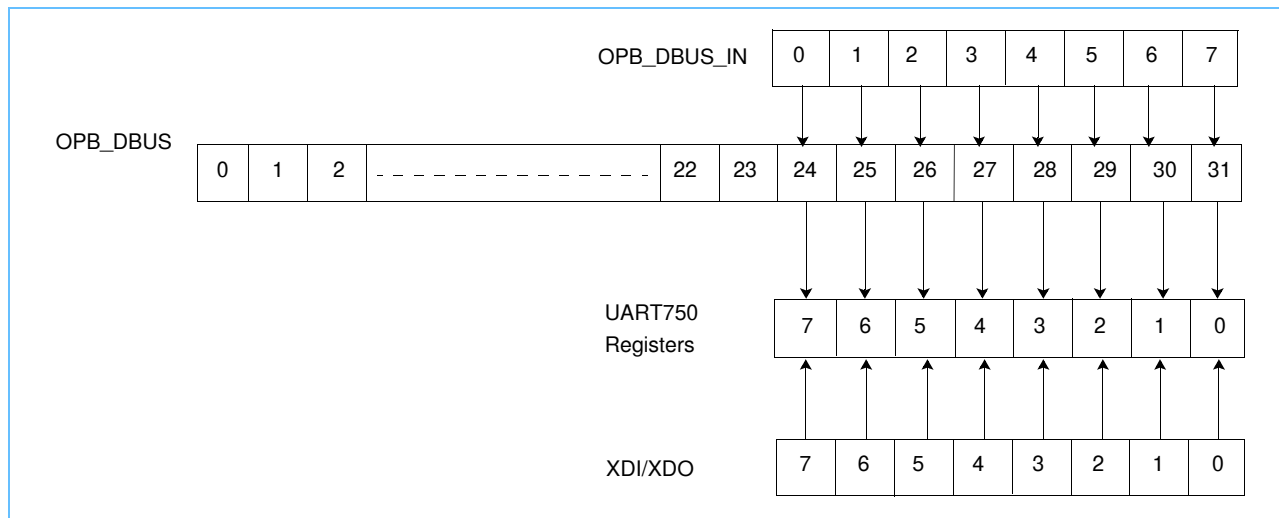 OPB_DBUS_IN 0 1 2 3 4 5 6 7
OPB_DBUS
0 1 2 22 23 24 25 26 27 28 29 30 31
UART750
Registers
7 6 5 4 3 2 1 0
XDI/XDO 7 6 5 4 3 2 1 0